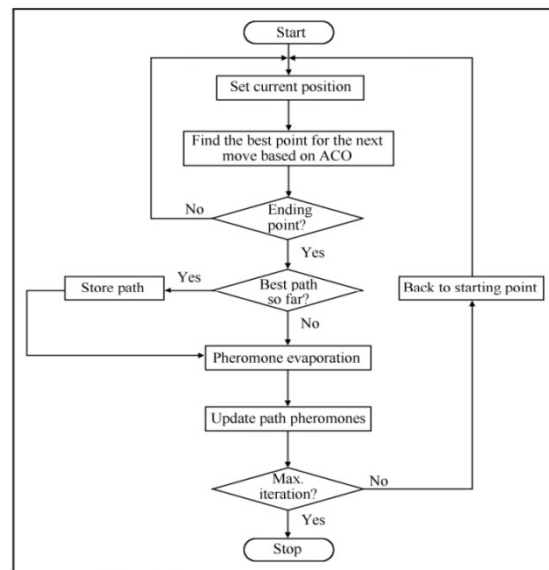 Start
Set current position
Find the best point for the next
move based on ACO
No
Ending
point?
Yes
Store path
Yes
Best path
so far?
Back to starting point
No
Pheromone evaporation
Update path pheromones
Max.
iteration?
No
Yes
Stop